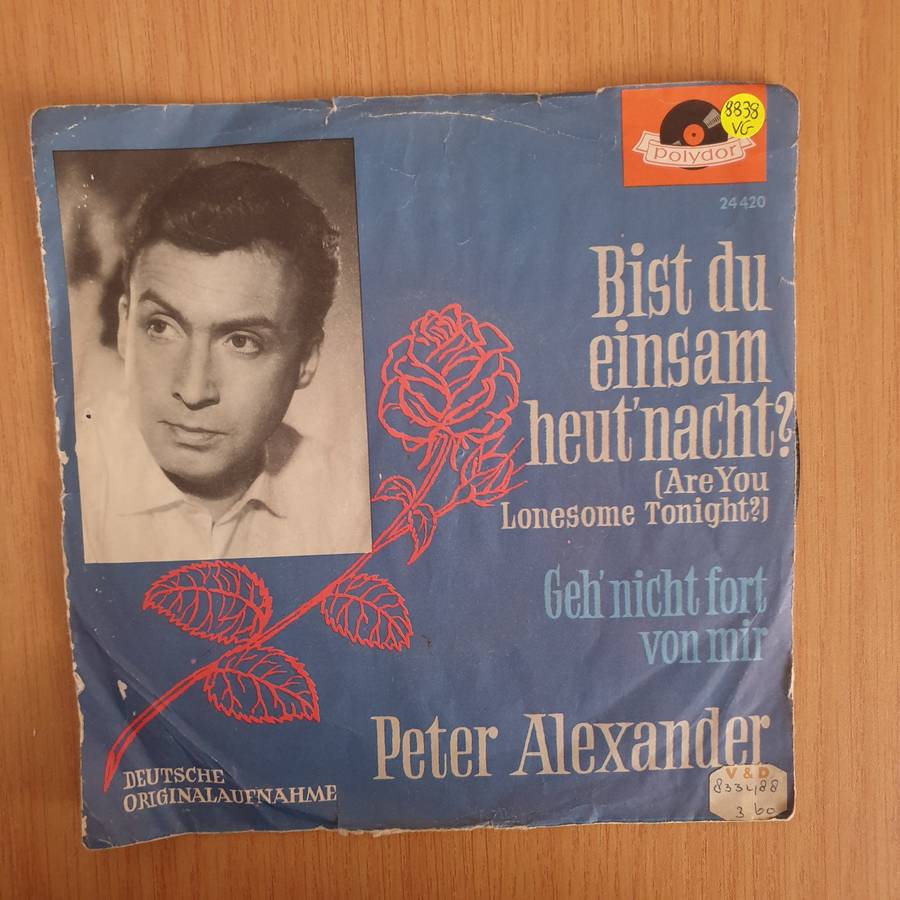 8838
VG
polydor
24 420
Bist du
einsam
heut'nacht?
(Are You
Lonesome Tonight?)
Geh' nicht fort
von mir
Peter Alexander
DEUTSCHE
ORIGINALAUFNAHME
V & D
833488
3 60